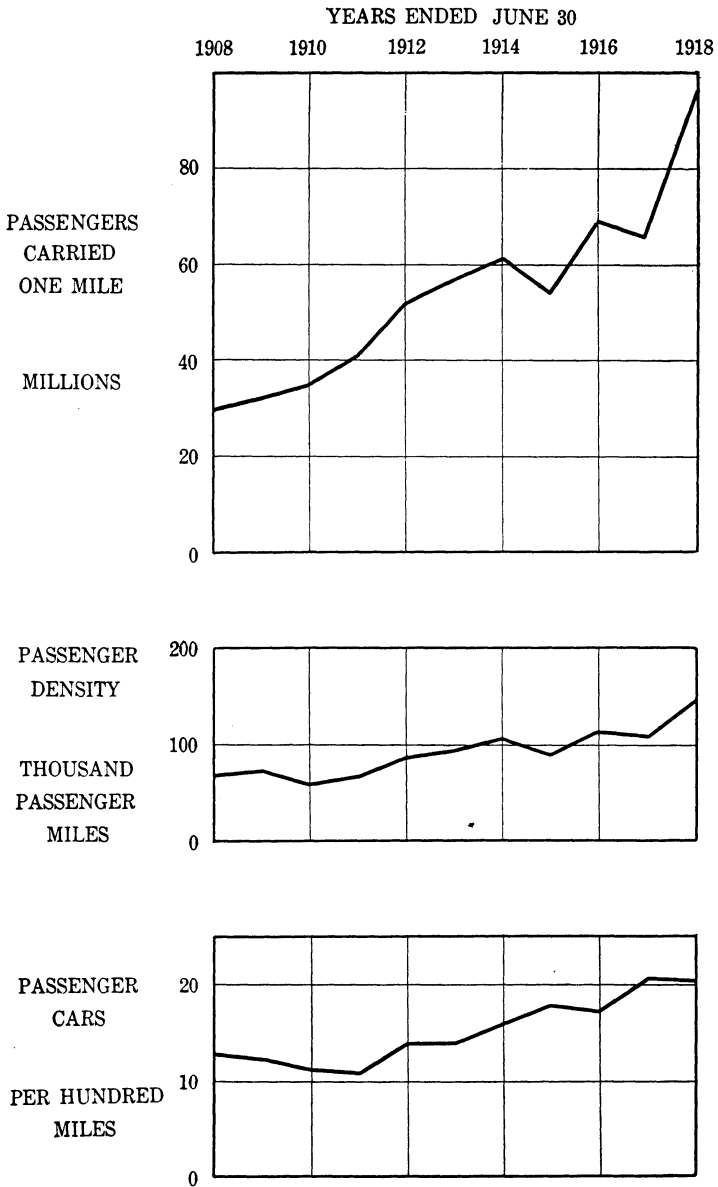 YEARS ENDED JUNE 30
1908 1910 1912 1914 1916 1918
80
PASSENGERS
CARRIED
60
ONE MILE
40
MILLIONS
20
0
PASSENGER 200
DENSITY
100
THOUSAND
PASSENGER
MILES 0
PASSENGER 20
CARS
10
PER HUNDRED
MILES
0